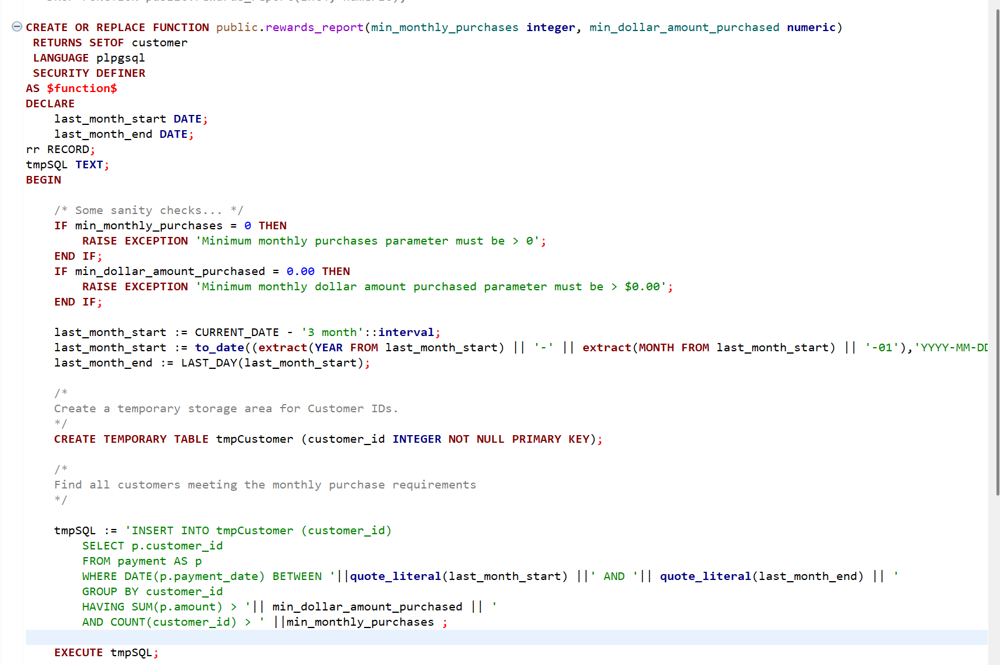 CREATE OR REPLACE FUNCTION public.rewards_report(min_monthly_purchases integer, min_dollar_amount_purchased numeric)
 RETURNS SETOF customer
 LANGUAGE plpgsql
 SECURITY DEFINER
AS $function$
DECLARE
    last_month_start DATE;
    last_month_end DATE;
rr RECORD;
tmpSQL TEXT;
BEGIN
    /* Some sanity checks... */
    IF min_monthly_purchases = 0 THEN
        RAISE EXCEPTION 'Minimum monthly purchases parameter must be > 0';
    END IF;
    IF min_dollar_amount_purchased = 0.00 THEN
        RAISE EXCEPTION 'Minimum monthly dollar amount purchased parameter must be > $0.00';
    END IF;
    last_month_start := CURRENT_DATE - '3 month'::interval;
    last_month_start := to_date((extract(YEAR FROM last_month_start) || '-' || extract(MONTH FROM last_month_start) || '-01'),'YYYY-MM-DD
    last_month_end := LAST_DAY(last_month_start);
    /*
    Create a temporary storage area for Customer IDs.
    */
    CREATE TEMPORARY TABLE tmpCustomer (customer_id INTEGER NOT NULL PRIMARY KEY);
    /*
    Find all customers meeting the monthly purchase requirements
    */
    tmpSQL := 'INSERT INTO tmpCustomer (customer_id)
        SELECT p.customer_id
        FROM payment AS p
        WHERE DATE(p.payment_date) BETWEEN '||quote_literal(last_month_start) ||' AND '|| quote_literal(last_month_end) || '
        GROUP BY customer_id
        HAVING SUM(p.amount) > '|| min_dollar_amount_purchased || '
        AND COUNT(customer_id) > ' ||min_monthly_purchases ;
    EXECUTE tmpSQL;